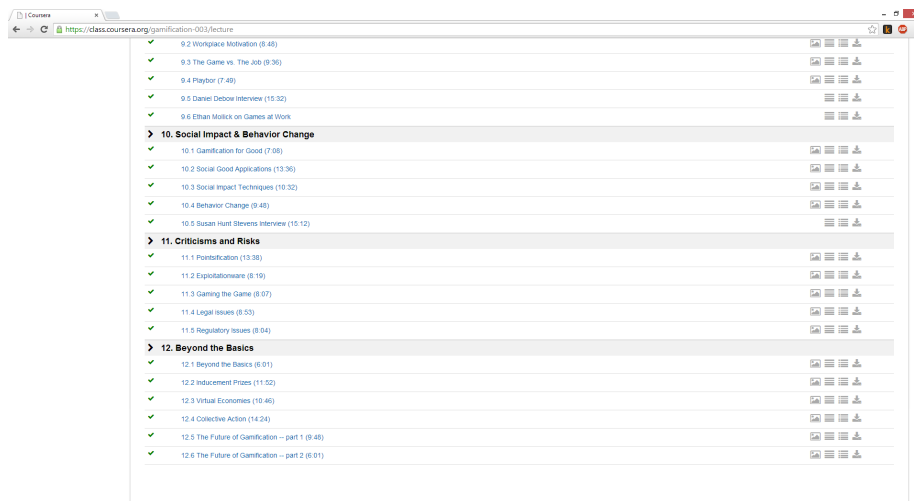 | Coursera
https://class.coursera.org/gamification-003/lecture
9.2 Workplace Motivation (8:48)
9.3 The Game vs. The Job (9:36)
9.4 Playbor (7:49)
9.5 Daniel Debow Interview (15:32)
9.6 Ethan Mollick on Games at Work
10. Social Impact & Behavior Change
10.1 Gamification for Good (7:08)
10.2 Social Good Applications (13:36)
10.3 Social Impact Techniques (10:32)
10.4 Behavior Change (9:48)
10.5 Susan Hunt Stevens Interview (15:12)
11. Criticisms and Risks
11.1 Pointsification (13:38)
11.2 Exploitationware (8:19)
11.3 Gaming the Game (8:07)
11.4 Legal Issues (8:53)
11.5 Regulatory Issues (8:04)
12. Beyond the Basics
12.1 Beyond the Basics (6:01)
12.2 Inducement Prizes (11:52)
12.3 Virtual Economies (10:46)
12.4 Collective Action (14:24)
12.5 The Future of Gamification -- part 1 (9:48)
12.6 The Future of Gamification -- part 2 (6:01)